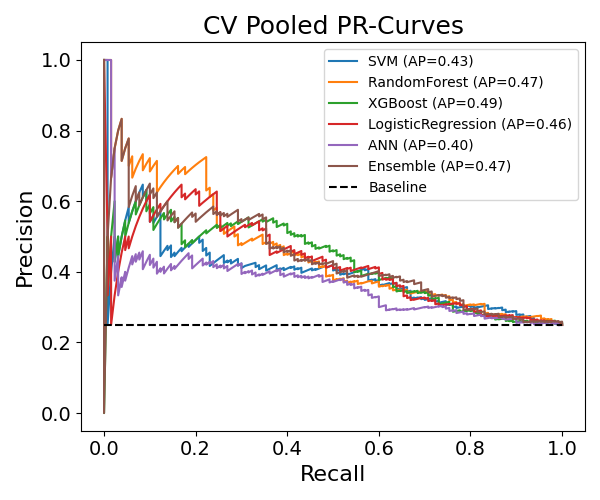 CV Pooled PR-Curves
SVM (AP=0.43)
RandomForest (AP=0.47)
XGBoost (AP=0.49)
LogisticRegression (AP=0.46)
ANN (AP=0.40)
Ensemble (AP=0.47)
Baseline
Precision
1.0
0.8
0.6
0.4
0.2
0.0
0.0 0.2 0.4 0.6 0.8 1.0
Recall